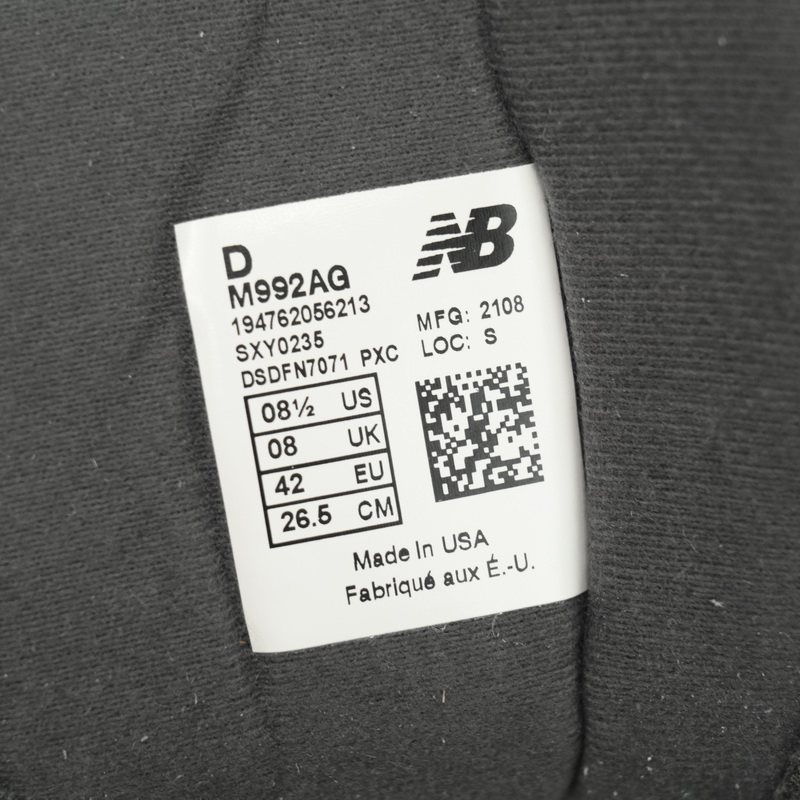 D
M992AG
194762056213
SXY0235
DSDFN7071 PXC
NB
MFG: 2108
LOC: S
08½ US
08 UK
42 EU
26.5 CM
Made In USA
Fabriqué aux É.-U.